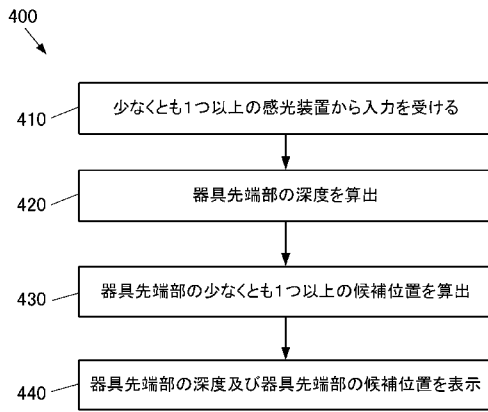 400
410
少なくとも1つ以上の感光装置から入力を受ける
420
器具先端部の深度を算出
430
器具先端部の少なくとも1つ以上の候補位置を算出
440
器具先端部の深度及び器具先端部の候補位置を表示